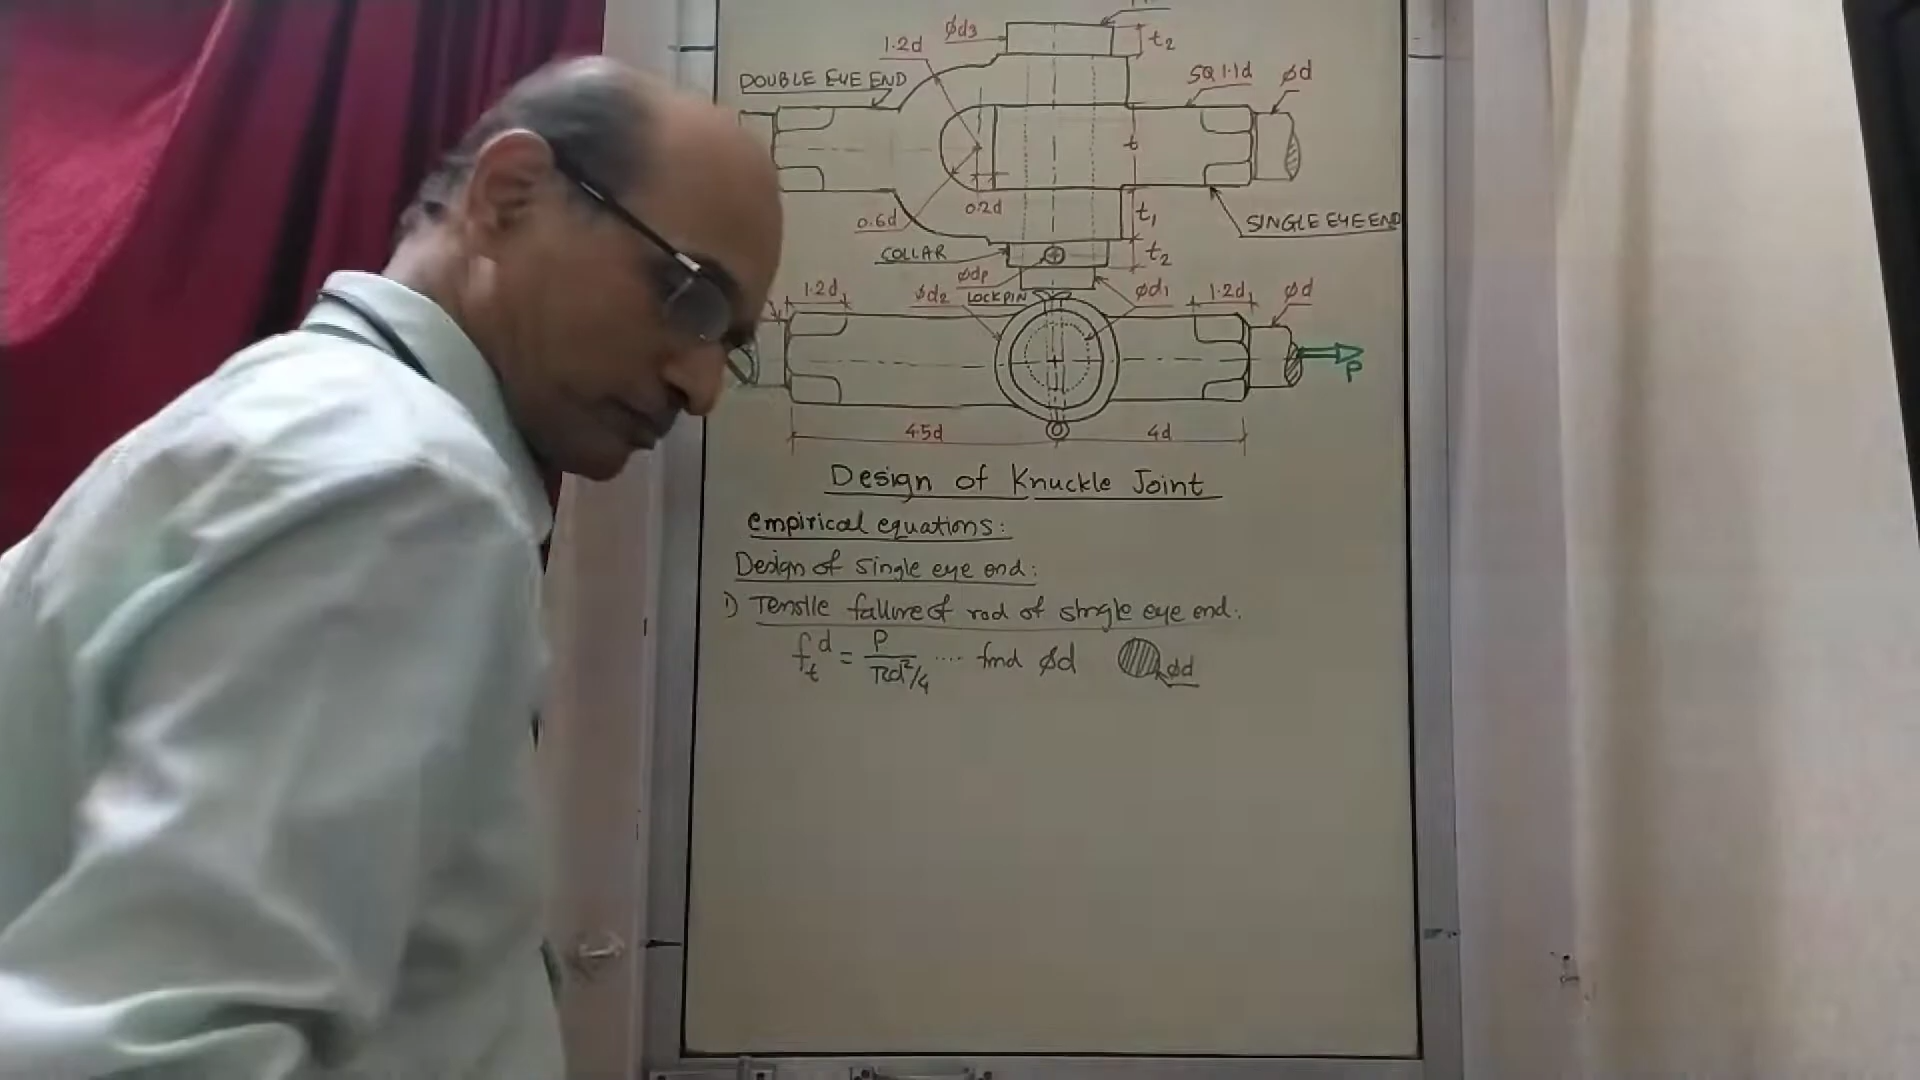 Ød3
t2
1.2d
DOUBLE EYE END
SQ 1.1d
Ød
t
0.2d
0.6d
t1
SINGLE EYE END
COLLAR
t2
Ødp
1.2d
Ød2
LOCKPIN
Ød1
1.2d
Ød
P
4.5d
4d
Design of Knuckle Joint
empirical equations:
Design of single eye end:
1) Tensile failure of rod of single eye end:
ft^d = P / πd²/4 .... find Ød
Ød